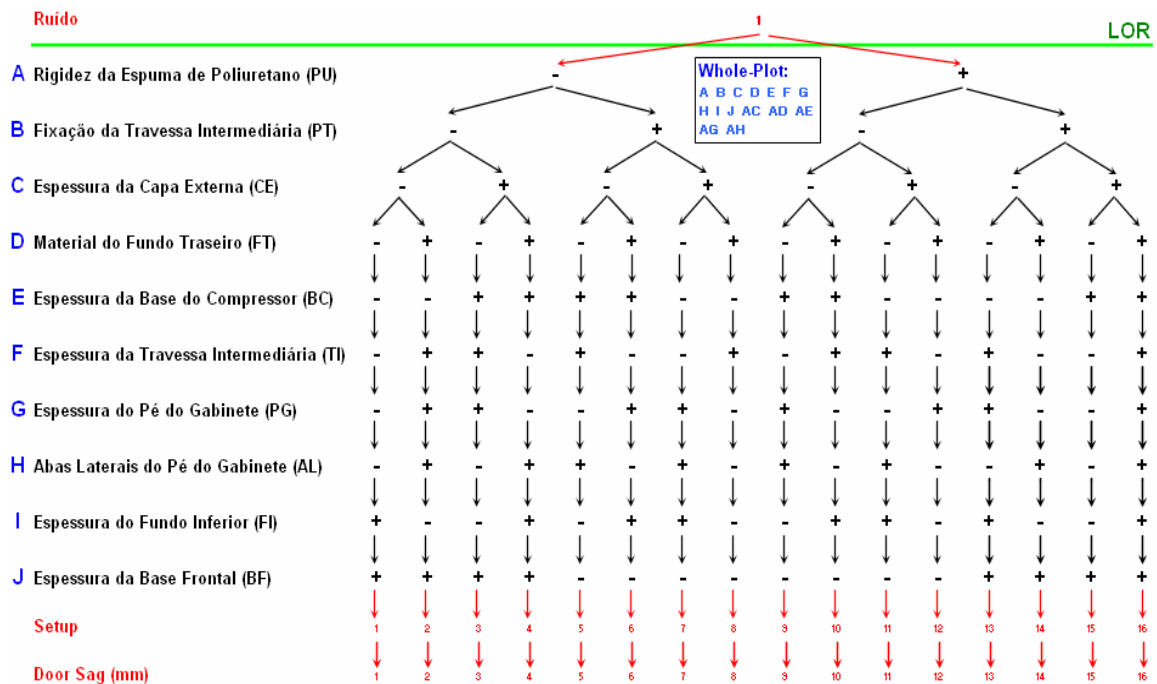 Ruído 1
LOR
A Rigidez da Espuma de Poliuretano (PU) - +
Whole-Plot:
A B C D E F G
H I J AC AD AE
AG AH
B Fixação da Travessa Intermediária (PT) - + - +
C Espessura da Capa Externa (CE) - + - + - + - +
D Material do Fundo Traseiro (FT) - + - + - + - + - + - + - + - +
E Espessura da Base do Compressor (BC) - - + + + + - - + + - - - - + +
F Espessura da Travessa Intermediária (TI) - + + - + - - + - + + - + - - +
G Espessura do Pé do Gabinete (PG) - + + - - + + - + - - + + - - +
H Abas Laterais do Pé do Gabinete (AL) - + - + + - + - + - + - - + - +
I Espessura do Fundo Inferior (FI) + - - + - + + - - + + - + - - +
J Espessura da Base Frontal (BF) + + + + - - - - - - - - + + + +
Setup 1 2 3 4 5 6 7 8 9 10 11 12 13 14 15 16
Door Sag (mm) 1 2 3 4 5 6 7 8 9 10 11 12 13 14 15 16